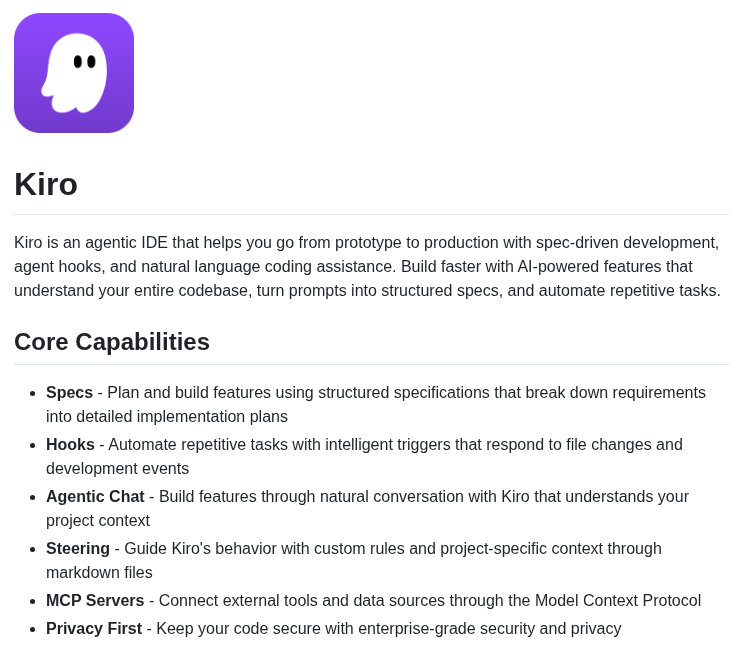 Kiro
Kiro is an agentic IDE that helps you go from prototype to production with spec-driven development,
agent hooks, and natural language coding assistance. Build faster with AI-powered features that
understand your entire codebase, turn prompts into structured specs, and automate repetitive tasks.
Core Capabilities
• Specs - Plan and build features using structured specifications that break down requirements
into detailed implementation plans
• Hooks - Automate repetitive tasks with intelligent triggers that respond to file changes and
development events
• Agentic Chat - Build features through natural conversation with Kiro that understands your
project context
• Steering - Guide Kiro's behavior with custom rules and project-specific context through
markdown files
• MCP Servers - Connect external tools and data sources through the Model Context Protocol
• Privacy First - Keep your code secure with enterprise-grade security and privacy